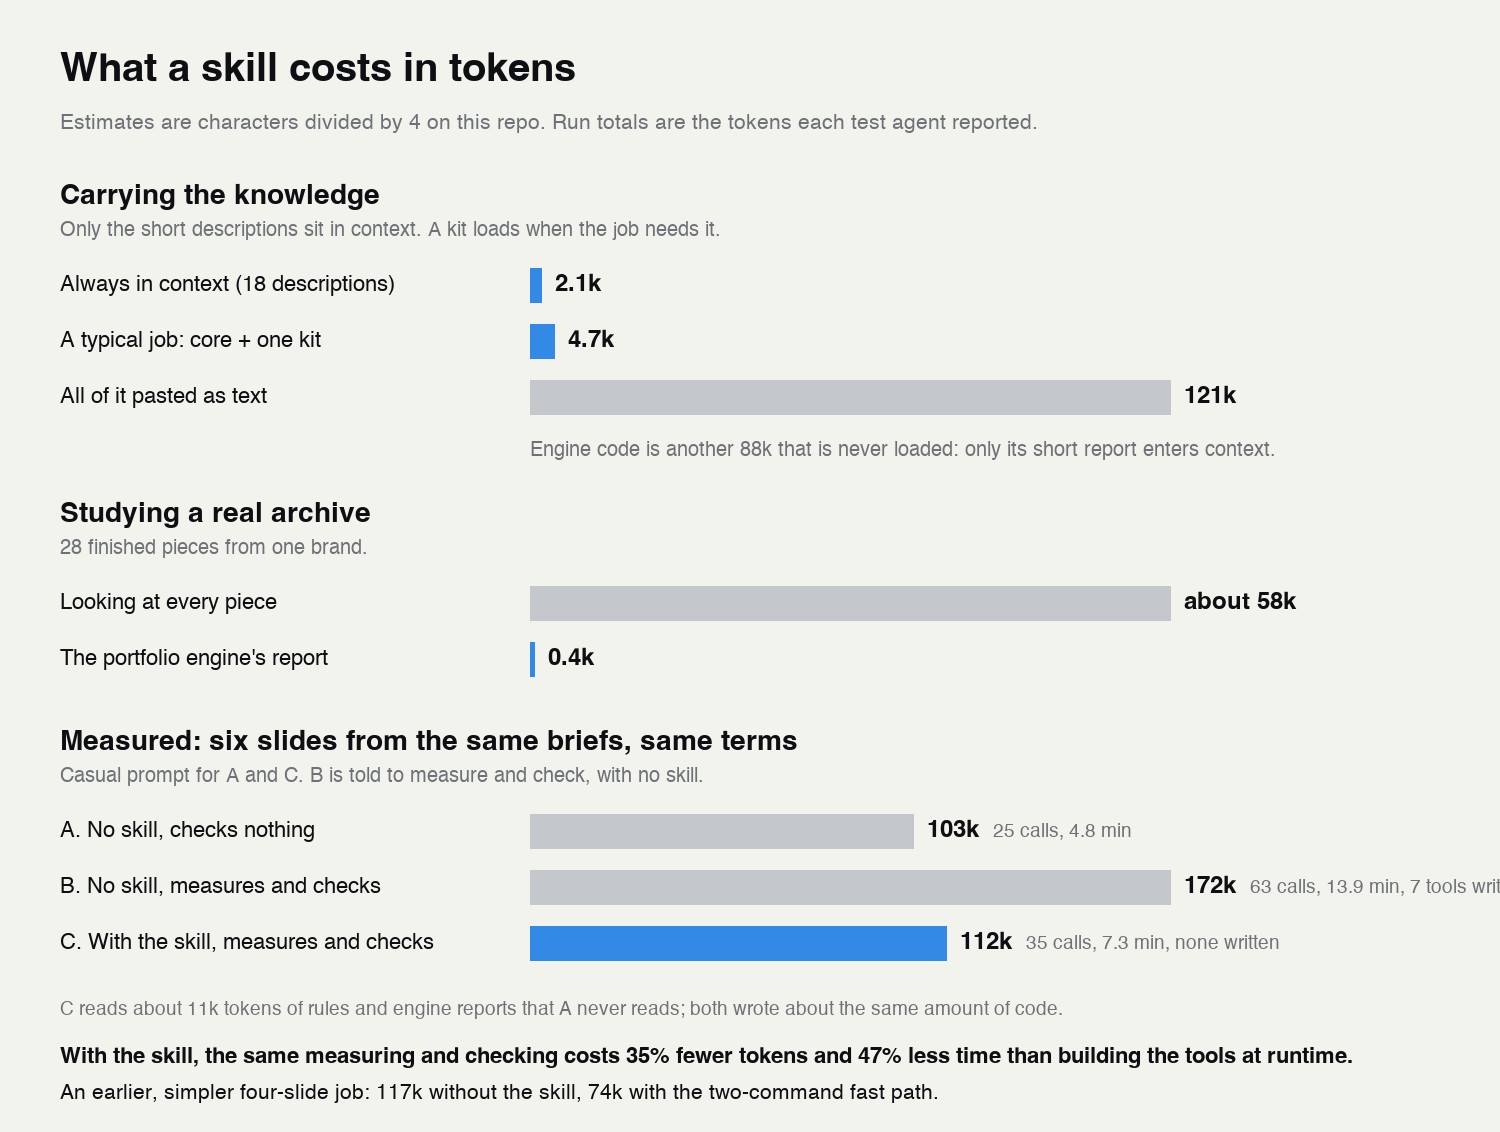 What a skill costs in tokens
Estimates are characters divided by 4 on this repo. Run totals are the tokens each test agent reported.
Carrying the knowledge
Only the short descriptions sit in context. A kit loads when the job needs it.
Always in context (18 descriptions) 2.1k
A typical job: core + one kit 4.7k
All of it pasted as text 121k
Engine code is another 88k that is never loaded: only its short report enters context.
Studying a real archive
28 finished pieces from one brand.
Looking at every piece about 58k
The portfolio engine's report 0.4k
Measured: six slides from the same briefs, same terms
Casual prompt for A and C. B is told to measure and check, with no skill.
A. No skill, checks nothing 103k 25 calls, 4.8 min
B. No skill, measures and checks 172k 63 calls, 13.9 min, 7 tools
C. With the skill, measures and checks 112k 35 calls, 7.3 min, none written
C reads about 11k tokens of rules and engine reports that A never reads; both wrote about the same amount of code.
With the skill, the same measuring and checking costs 35% fewer tokens and 47% less time than building the tools at runtime.
An earlier, simpler four-slide job: 117k without the skill, 74k with the two-command fast path.